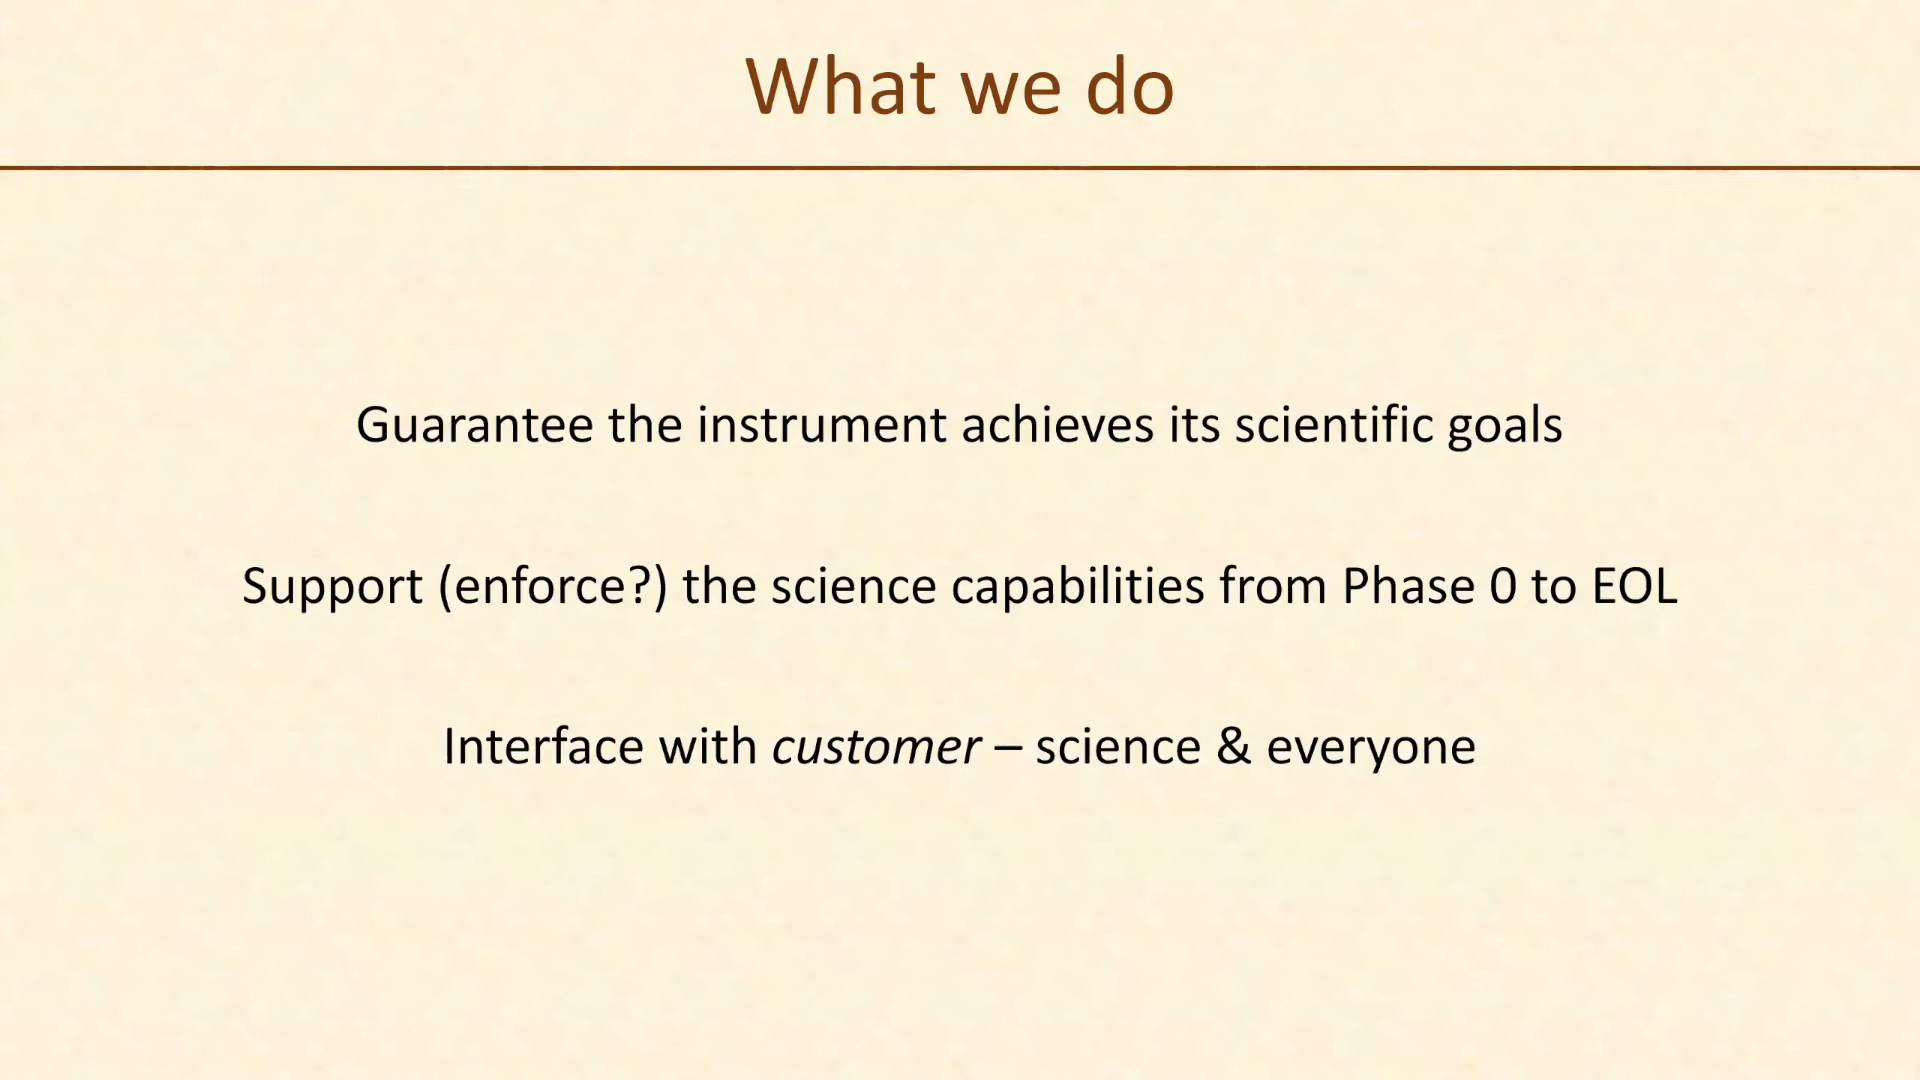 What we do
Guarantee the instrument achieves its scientific goals
Support (enforce?) the science capabilities from Phase 0 to EOL
Interface with customer – science & everyone